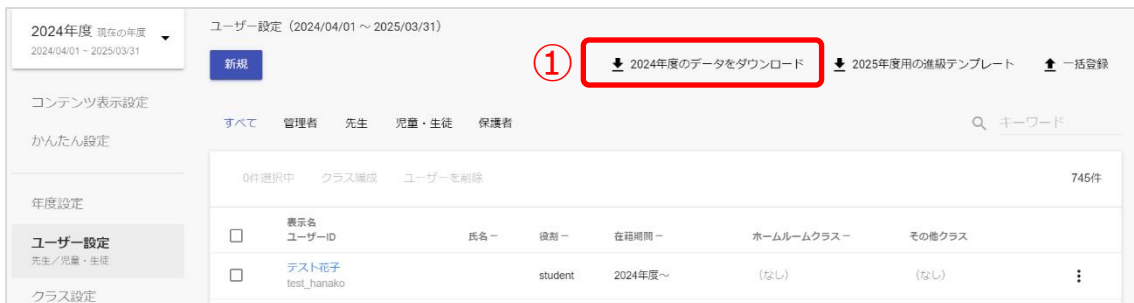 2024年度 現在の年度
2024/04/01 ~ 2025/03/31
コンテンツ表示設定
かんたん設定
年度設定
ユーザー設定
先生／児童・生徒
クラス設定
ユーザー設定（2024/04/01 ～ 2025/03/31）
新規
① 2024年度のデータをダウンロード 2025年度用の進級テンプレート 一括登録
すべて 管理者 先生 児童・生徒 保護者 キーワード
0件選択中 クラス編成 ユーザーを削除 745件
表示名
ユーザーID 氏名 役割 在籍期間 ホームルームクラス その他クラス
テスト花子
test_hanako student 2024年度～ （なし） （なし）